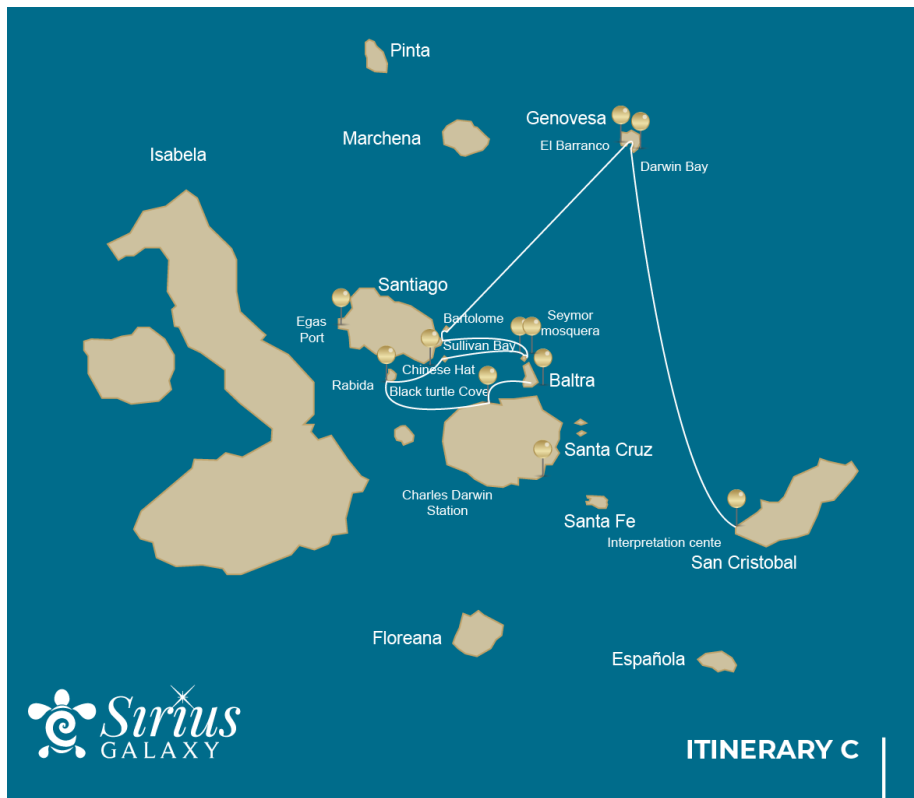 Pinta
Genovesa
Marchena
El Barranco
Isabela
Darwin Bay
Santiago
Egas
Port
Bartolome
Seymor
mosquera
Sullivan Bay
Chinese Hat
Rabida
Black turtle Cove
Baltra
Santa Cruz
Charles Darwin
Station
Santa Fe
Interpretation cente
San Cristobal
Floreana
Española
Sirius
GALAXY
ITINERARY C